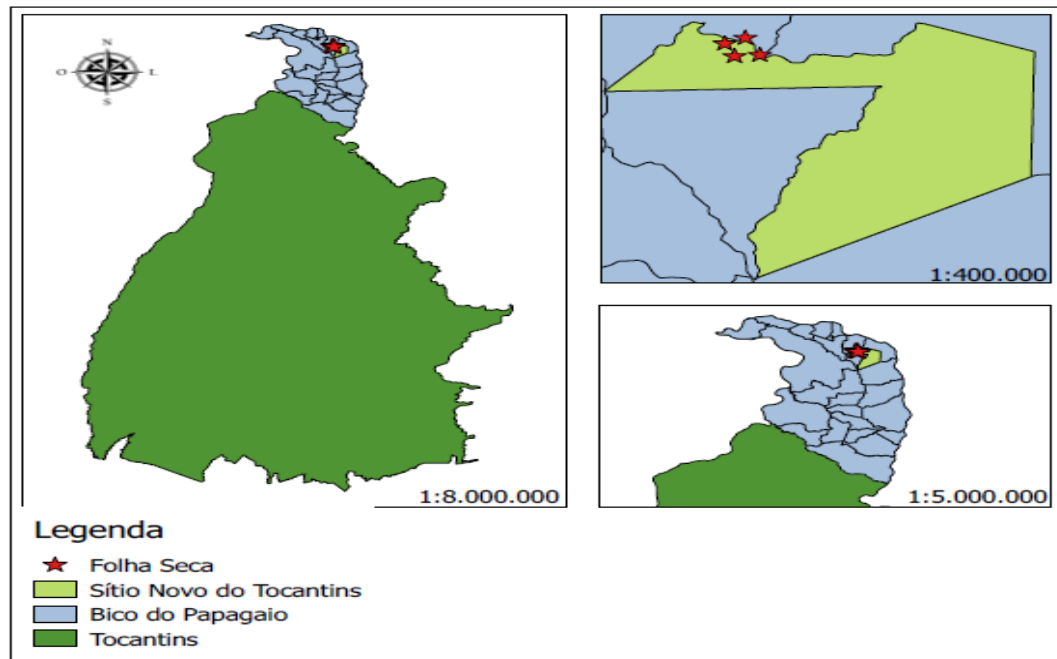 N
O
L
S
1:8.000.000
1:400.000
1:5.000.000
Legenda
Folha Seca
Sítio Novo do Tocantins
Bico do Papagaio
Tocantins